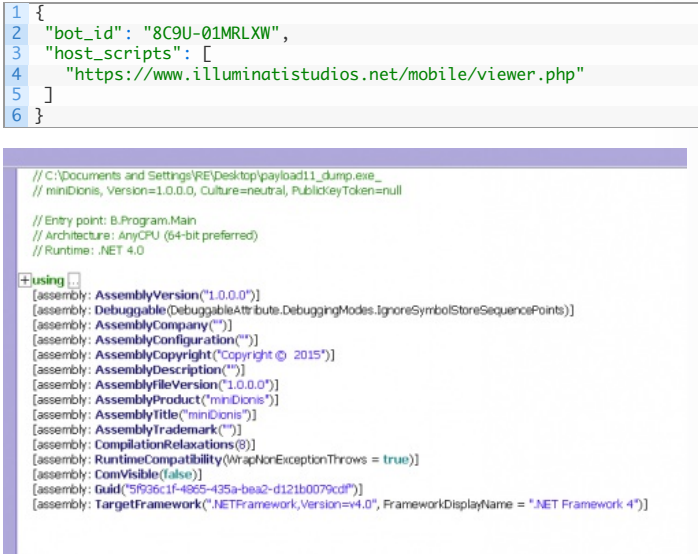 1 {
2 "bot_id": "8C9U-01MRLXW",
3 "host_scripts": [
4 "https://www.illuminatistudios.net/mobile/viewer.php"
5 ]
6 }
// C:\Documents and Settings\RE\Desktop\payload11_dump.exe_
// miniDionis, Version=1.0.0.0, Culture=neutral, PublicKeyToken=null
// Entry point: B.Program.Main
// Architecture: AnyCPU (64-bit preferred)
// Runtime: .NET 4.0
+using ...
[assembly: AssemblyVersion("1.0.0.0")]
[assembly: Debuggable(DebuggableAttribute.DebuggingModes.IgnoreSymbolStoreSequencePoints)]
[assembly: AssemblyCompany("")]
[assembly: AssemblyConfiguration("")]
[assembly: AssemblyCopyright("Copyright © 2015")]
[assembly: AssemblyDescription("")]
[assembly: AssemblyFileVersion("1.0.0.0")]
[assembly: AssemblyProduct("miniDionis")]
[assembly: AssemblyTitle("miniDionis")]
[assembly: AssemblyTrademark("")]
[assembly: CompilationRelaxations(8)]
[assembly: RuntimeCompatibility(WrapNonExceptionThrows = true)]
[assembly: ComVisible(false)]
[assembly: Guid("5f936c1f-4865-435a-bea2-d121b0079cdf")]
[assembly: TargetFramework(".NETFramework,Version=v4.0", FrameworkDisplayName = ".NET Framework 4")]